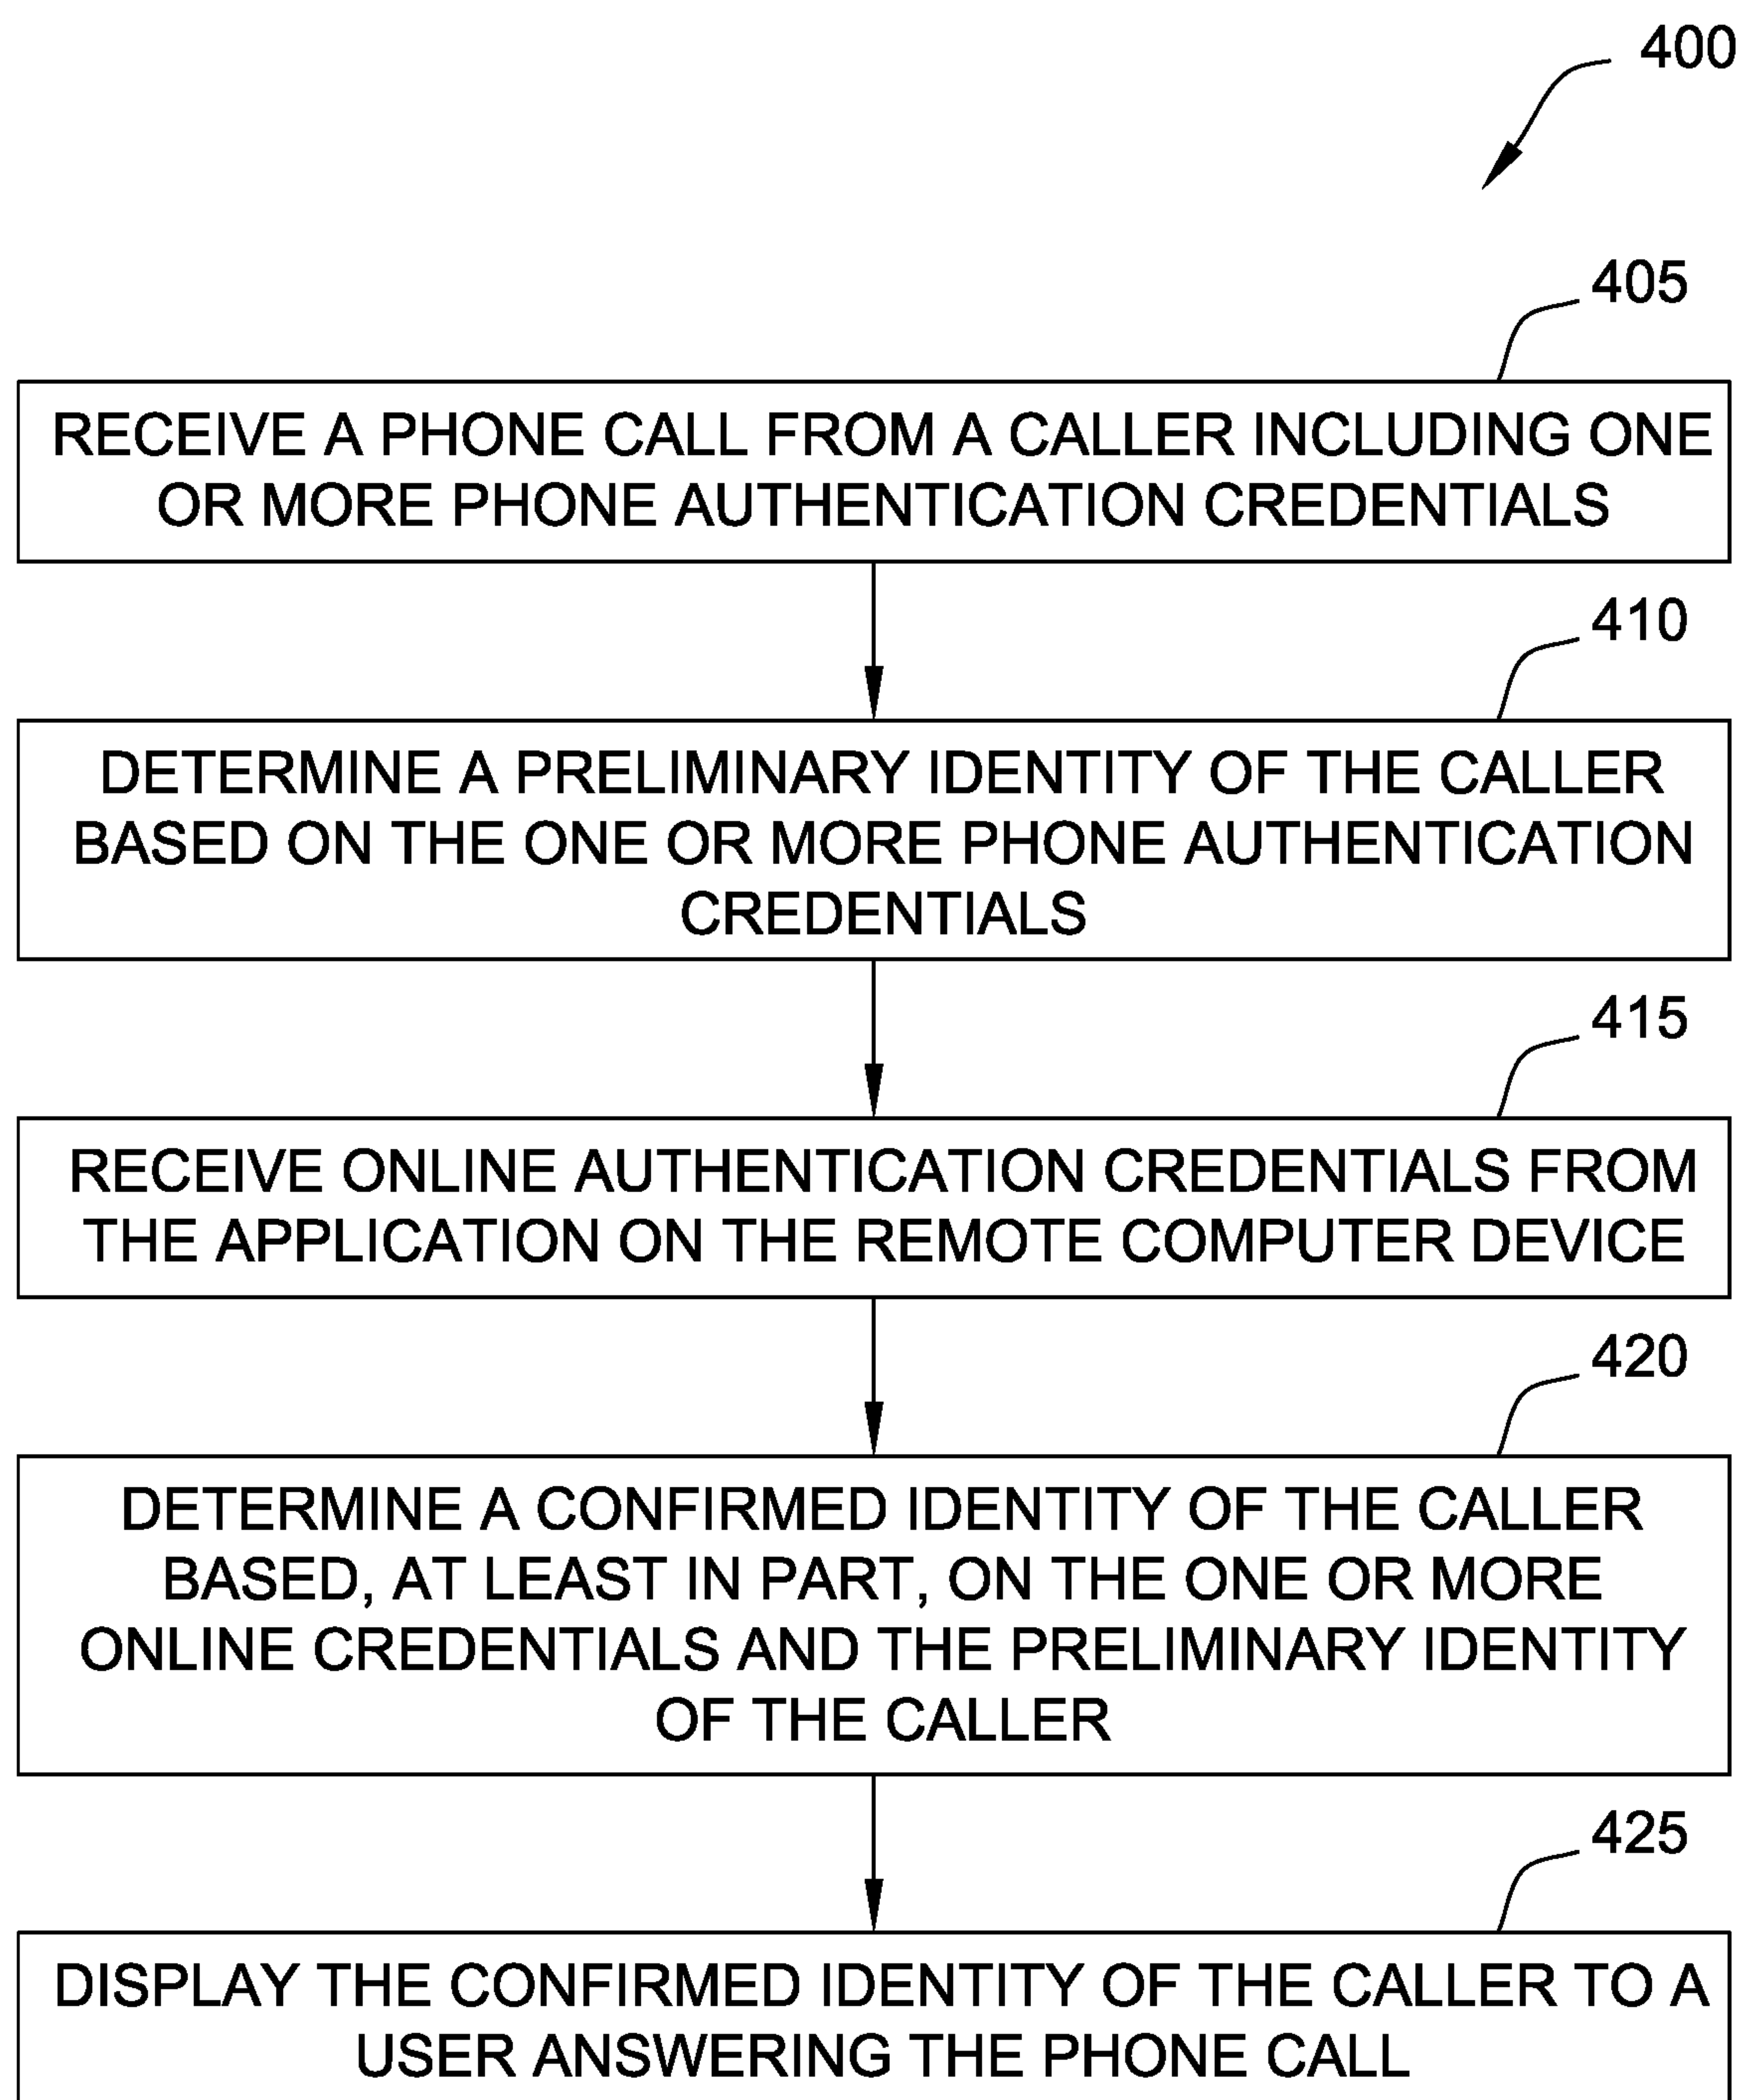 400
405
RECEIVE A PHONE CALL FROM A CALLER INCLUDING ONE
OR MORE PHONE AUTHENTICATION CREDENTIALS
410
DETERMINE A PRELIMINARY IDENTITY OF THE CALLER
BASED ON THE ONE OR MORE PHONE AUTHENTICATION
CREDENTIALS
415
RECEIVE ONLINE AUTHENTICATION CREDENTIALS FROM
THE APPLICATION ON THE REMOTE COMPUTER DEVICE
420
DETERMINE A CONFIRMED IDENTITY OF THE CALLER
BASED, AT LEAST IN PART, ON THE ONE OR MORE
ONLINE CREDENTIALS AND THE PRELIMINARY IDENTITY
OF THE CALLER
425
DISPLAY THE CONFIRMED IDENTITY OF THE CALLER TO A
USER ANSWERING THE PHONE CALL